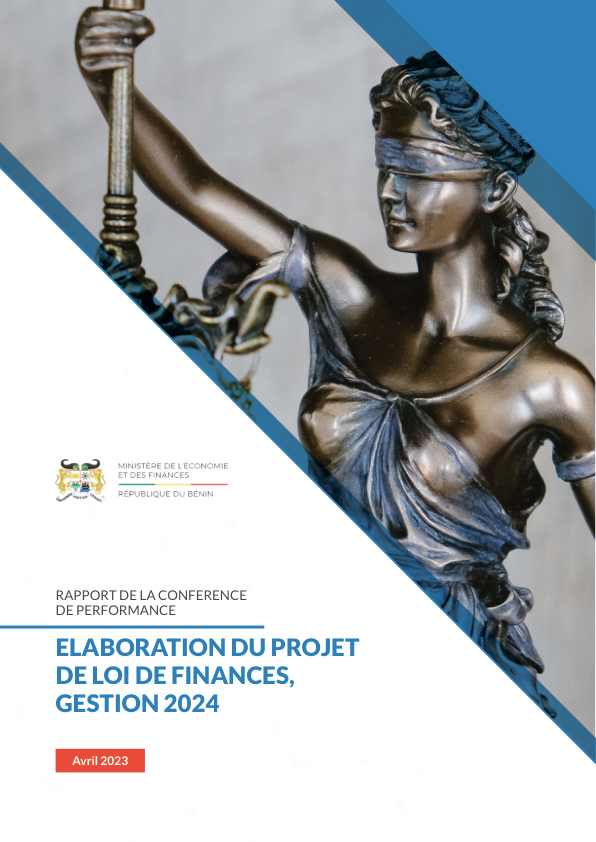 MINISTÈRE DE L'ÉCONOMIE
ET DES FINANCES
RÉPUBLIQUE DU BÉNIN
RAPPORT DE LA CONFERENCE
DE PERFORMANCE
ELABORATION DU PROJET
DE LOI DE FINANCES,
GESTION 2024
Avril 2023